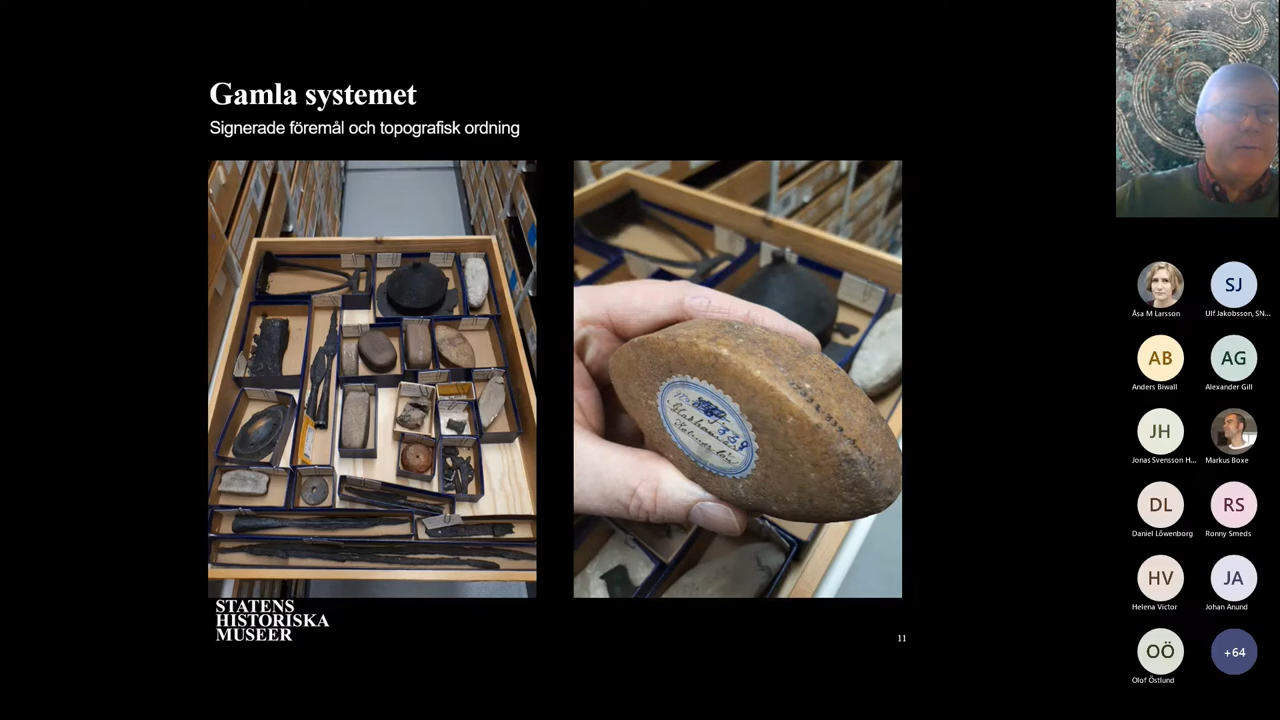 Gamla systemet
Signerade föremål och topografisk ordning
359
STATENS
HISTORISKA
MUSEER
11
Åsa M Larsson
SJ
Ulf Jakobsson, SN...
AB
Anders Biwall
AG
Alexander Gill
JH
Jonas Svensson H...
Markus Boxe
DL
Daniel Löwenborg
RS
Ronny Smeds
HV
Helena Victor
JA
Johan Anund
OÖ
Olof Östlund
+64